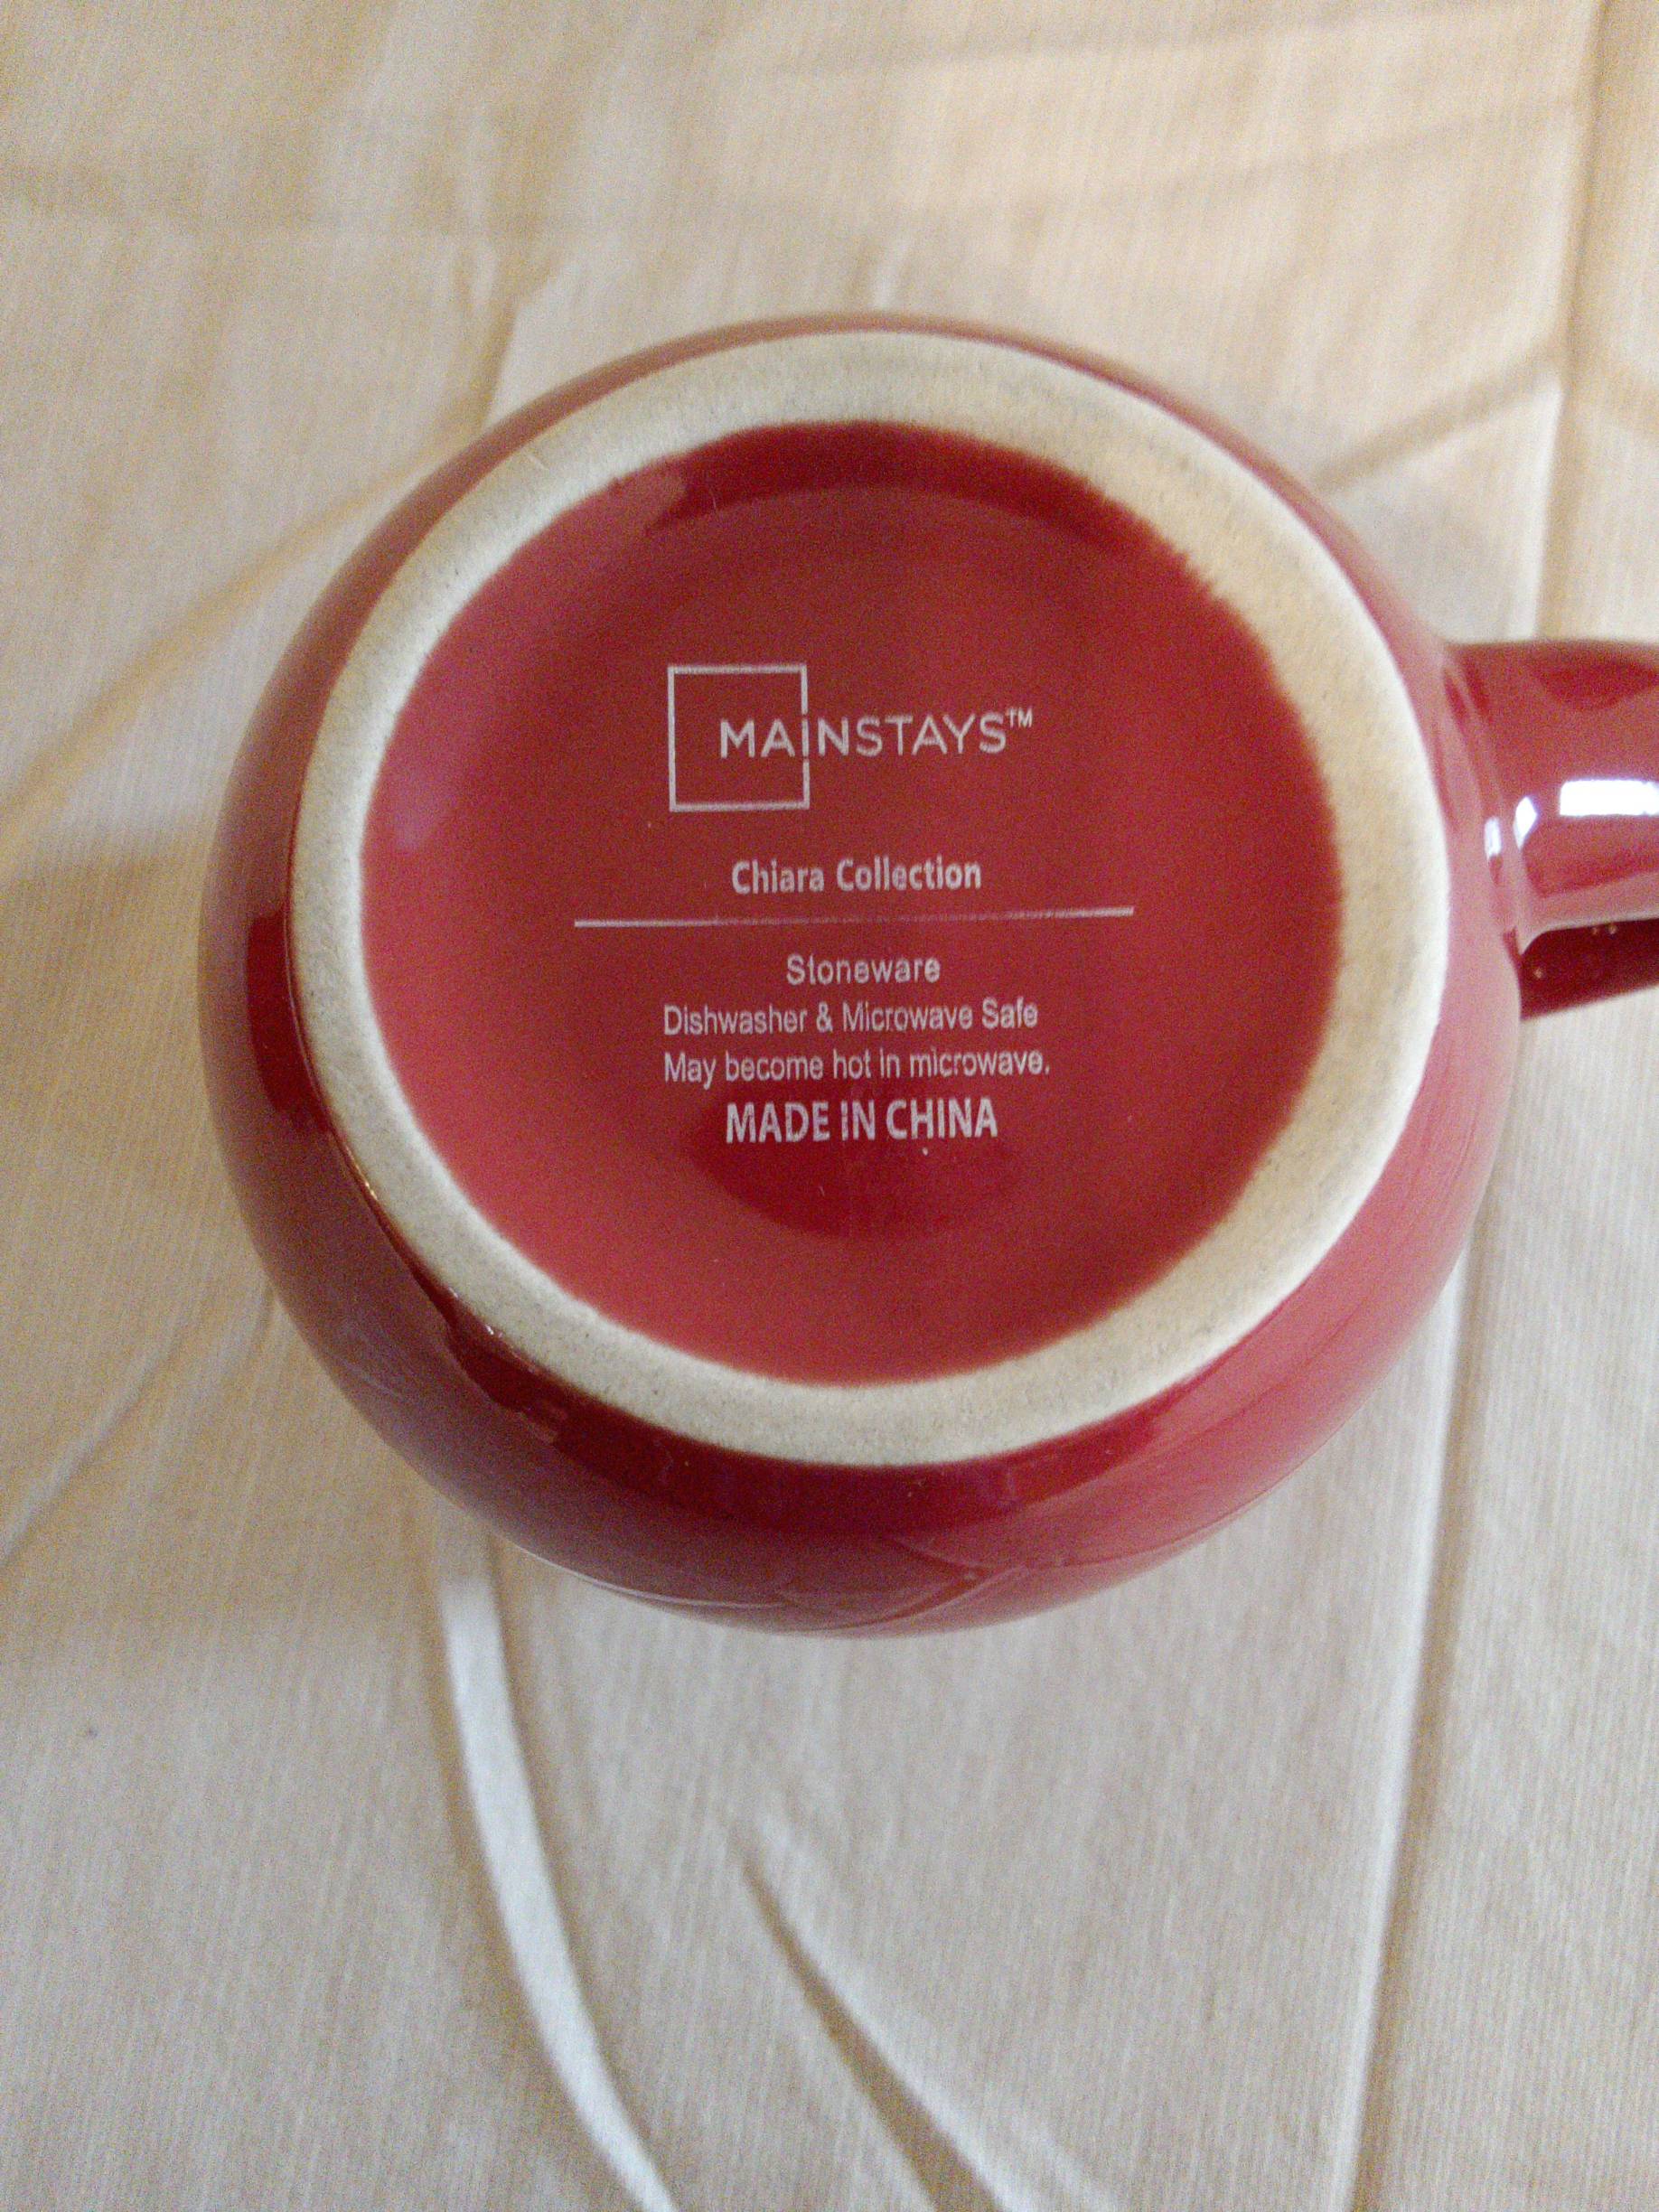 MAINSTAYS™
Chiara Collection
Stoneware
Dishwasher & Microwave Safe
May become hot in microwave.
MADE IN CHINA